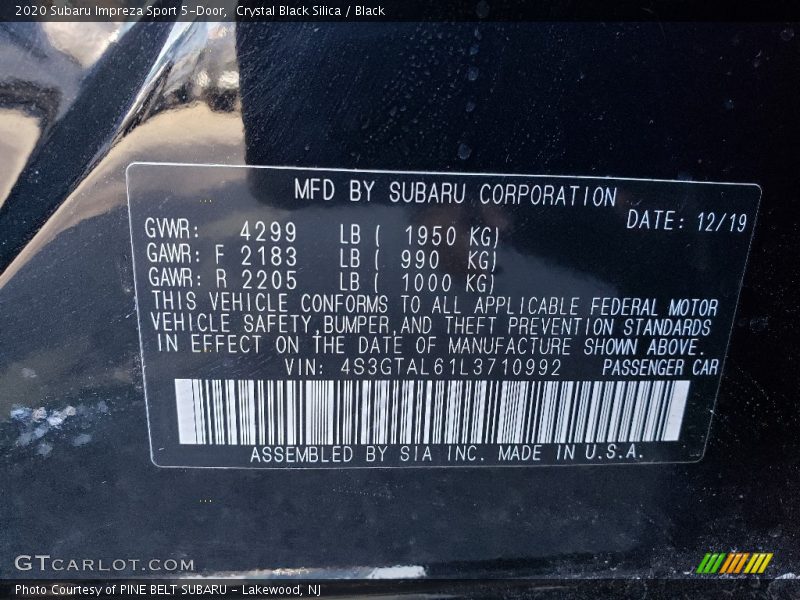 2020 Subaru Impreza Sport 5-Door,  Crystal Black Silica / Black
MFD BY SUBARU CORPORATION
DATE: 12/19
GVWR: 4299 LB ( 1950 KG)
GAWR: F 2183 LB ( 990 KG)
GAWR: R 2205 LB ( 1000 KG)
THIS VEHICLE CONFORMS TO ALL APPLICABLE FEDERAL MOTOR
VEHICLE SAFETY,BUMPER,AND THEFT PREVENTION STANDARDS
IN EFFECT ON THE DATE OF MANUFACTURE SHOWN ABOVE.
VIN: 4S3GTAL61L3710992 PASSENGER CAR
ASSEMBLED BY SIA INC. MADE IN U.S.A.
GTCARLOT.COM
Photo Courtesy of PINE BELT SUBARU - Lakewood, NJ